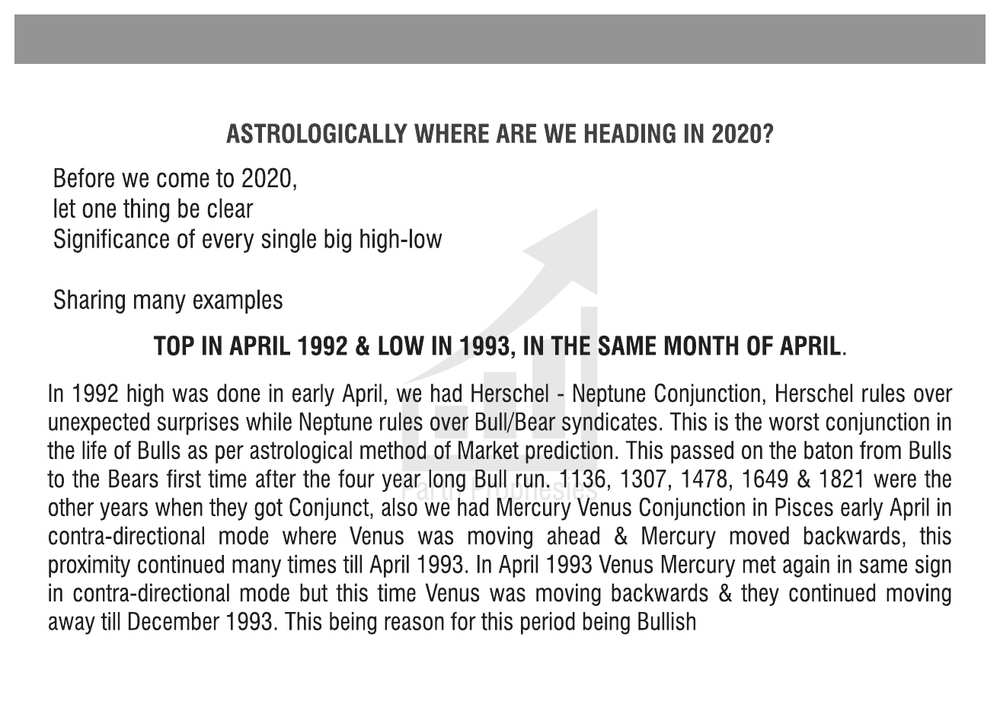 ASTROLOGICALLY WHERE ARE WE HEADING IN 2020?
Before we come to 2020,
let one thing be clear
Significance of every single big high-low
Sharing many examples
TOP IN APRIL 1992 & LOW IN 1993, IN THE SAME MONTH OF APRIL.
In 1992 high was done in early April, we had Herschel - Neptune Conjunction, Herschel rules over
unexpected surprises while Neptune rules over Bull/Bear syndicates. This is the worst conjunction in
the life of Bulls as per astrological method of Market prediction. This passed on the baton from Bulls
to the Bears first time after the four year long Bull run. 1136, 1307, 1478, 1649 & 1821 were the
other years when they got Conjunct, also we had Mercury Venus Conjunction in Pisces early April in
contra-directional mode where Venus was moving ahead & Mercury moved backwards, this
proximity continued many times till April 1993. In April 1993 Venus Mercury met again in same sign
in contra-directional mode but this time Venus was moving backwards & they continued moving
away till December 1993. This being reason for this period being Bullish